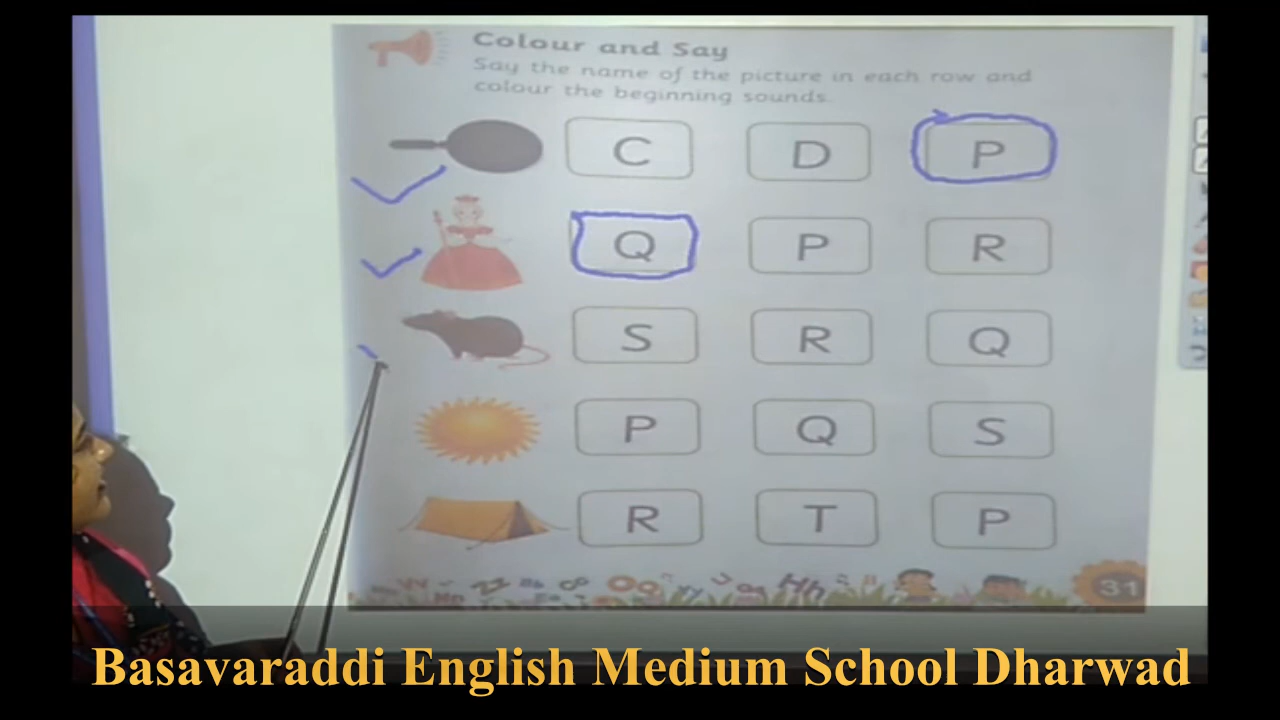 Colour and Say
Say the name of the picture in each row and
colour the beginning sounds.
C D P
Q P R
S R Q
P Q S
R T P
Hh
31
Basavaraddi English Medium School Dharwad